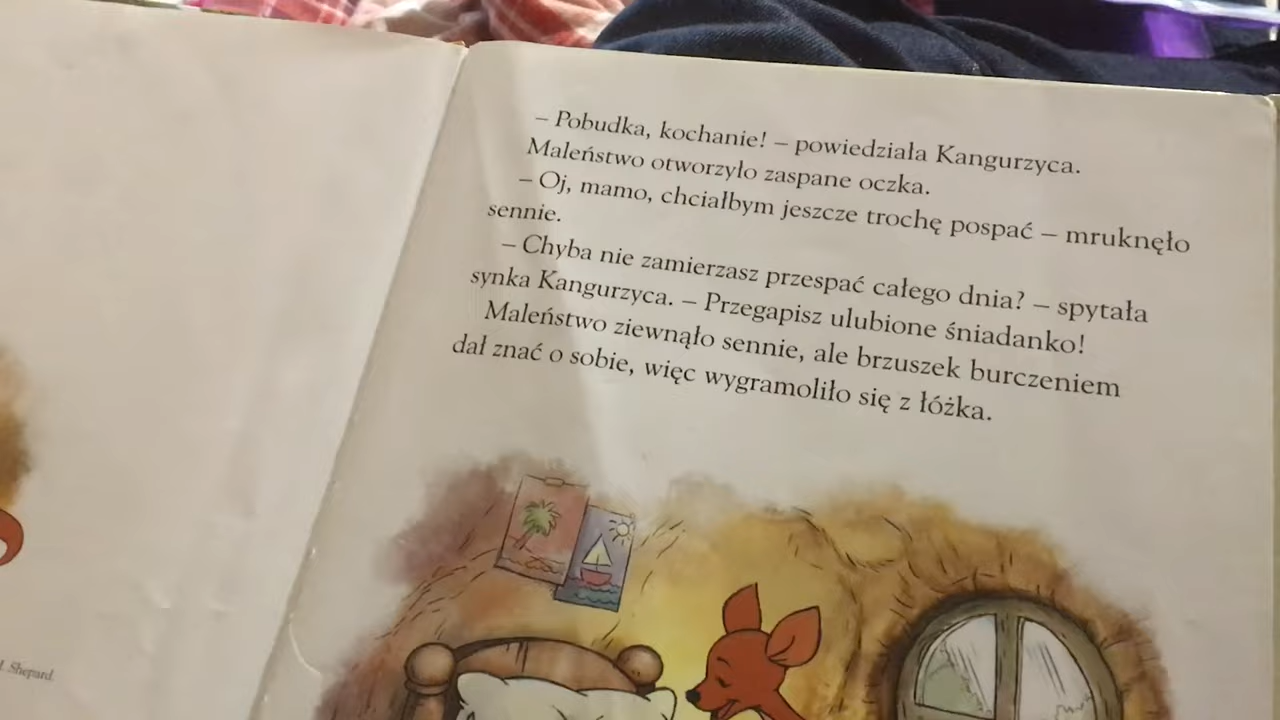 – Pobudka, kochanie! – powiedziała Kangurzyca.
Maleństwo otworzyło zaspane oczka.
– Oj, mamo, chciałbym jeszcze trochę pospać – mruknęło
sennie.
– Chyba nie zamierzasz przespać całego dnia? – spytała
synka Kangurzyca. – Przegapisz ulubione śniadanko!
Maleństwo ziewnęło sennie, ale brzuszek burczeniem
dał znać o sobie, więc wygramoliło się z łóżka.
Shepard